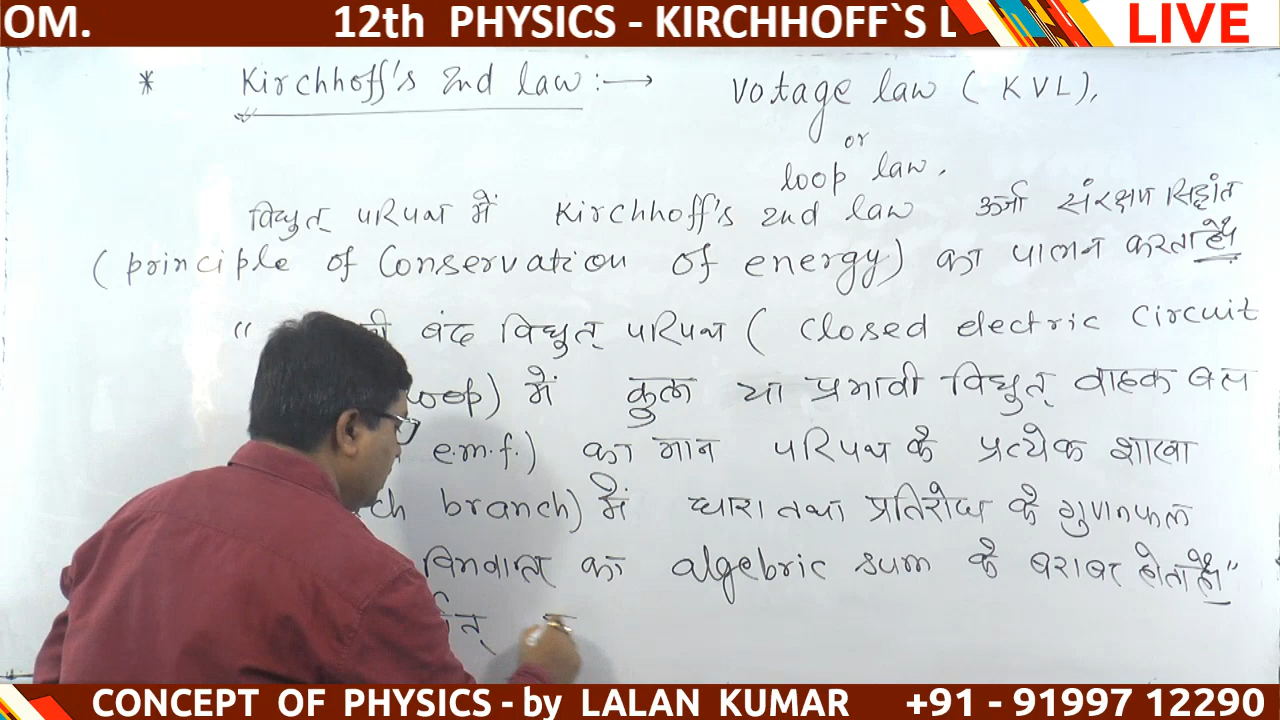 OM. 12th PHYSICS - KIRCHHOFF`S L LIVE
* Kirchhoff's 2nd law :→ Votage law ( KVL ),
or
loop law.
विद्युत् परिपथ में Kirchhoff's 2nd law ऊर्जा संरक्षण सिद्दांत
( principle of Conservation of energy) का पालन करता है।
" बंद विद्युत् परिपथ ( Closed electric Circuit
loop) में कुल या प्रभावी विद्युत् वाहक बल
e.m.f.) का मान परिपथ के प्रत्येक शाखा
branch) में धारा तथा प्रतिरोध के गुणनफल
विभवान्तर का algebric sum के बराबर होता है।"
CONCEPT OF PHYSICS - by LALAN KUMAR +91 - 91997 12290